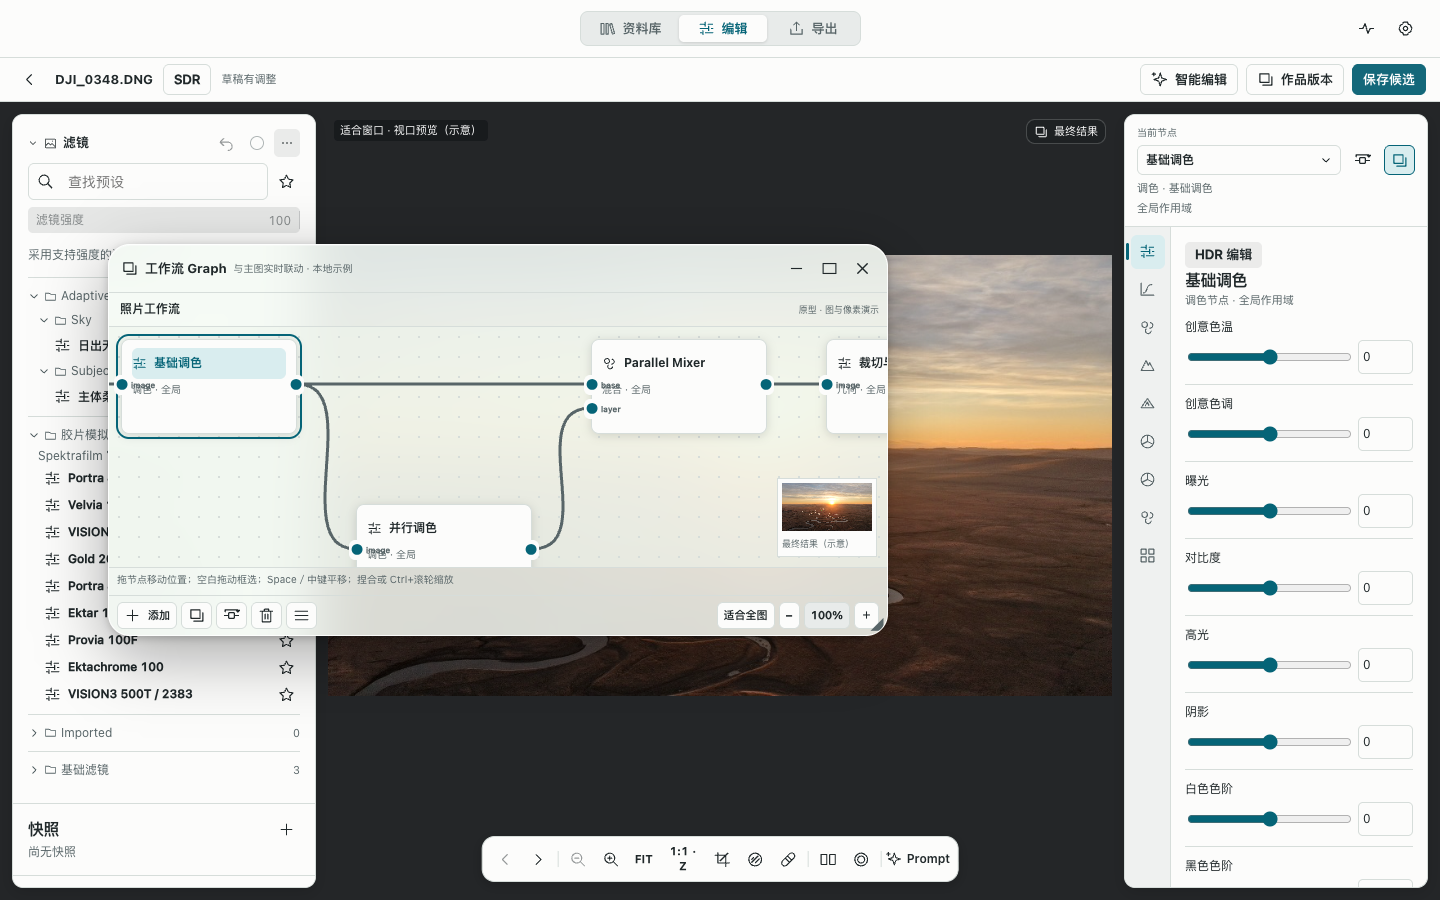 资料库
编辑
导出
DJI_0348.DNG
SDR
草稿有调整
智能编辑
作品版本
保存候选
滤镜
查找预设
滤镜强度
100
采用支持强度的
Adaptive
Sky
日出
Subjec
主体
胶片模拟
Spektrafilm
Portra
Velvia
VISION
Gold 20
Portra
Ektar 1
Provia 100F
Ektachrome 100
VISION3 500T / 2383
Imported
0
基础滤镜
3
快照
尚无快照
适合窗口 · 视口预览（示意）
最终结果
工作流 Graph
与主图实时联动 · 本地示例
照片工作流
原型 · 图与像素演示
基础调色
image
调色 · 全局
Parallel Mixer
base
混合 · 全局
layer
裁切
image
几何 · 全局
并行调色
image
调色 · 全局
最终结果（示意）
拖节点移动位置；空白拖动框选；Space / 中键平移；捏合或 Ctrl+滚轮缩放
添加
适合全图
100%
FIT
1:1 ·
Z
Prompt
当前节点
基础调色
调色 · 基础调色
全局作用域
HDR 编辑
基础调色
调色节点 · 全局作用域
创意色温
0
创意色调
0
曝光
0
对比度
0
高光
0
阴影
0
白色色阶
0
黑色色阶